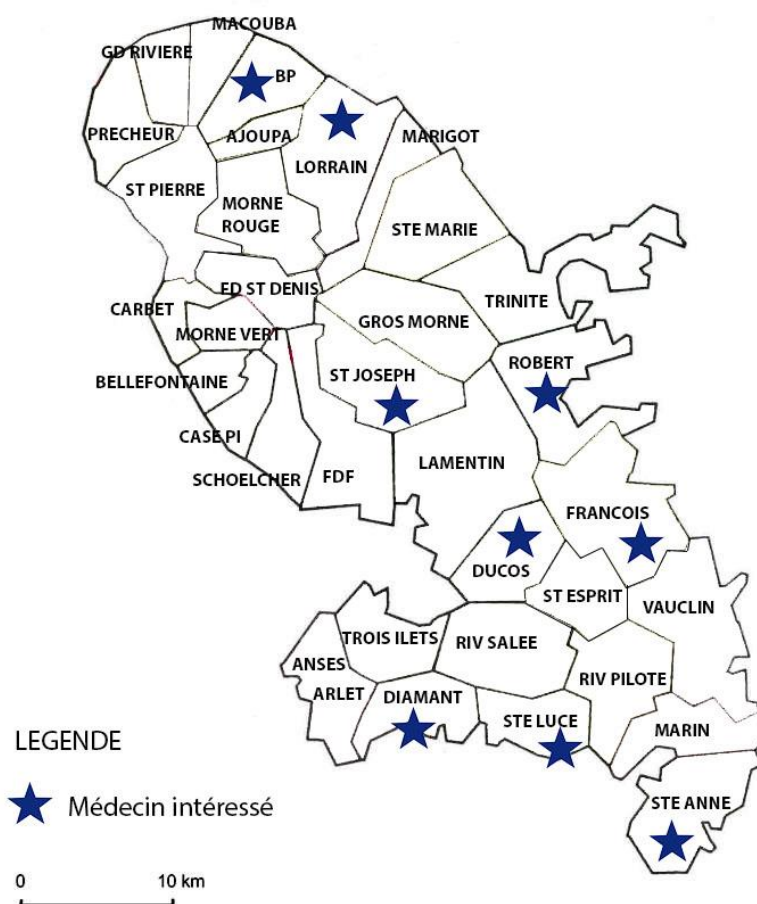 MACOUBA
GD RIVIERE
BP
PRECHEUR
AJOUPA
MARIGOT
LORRAIN
ST PIERRE
MORNE
ROUGE
STE MARIE
FD ST DENIS
TRINITE
CARBET
GROS MORNE
MORNE VERT
ROBERT
BELLEFONTAINE
ST JOSEPH
CASE PI
SCHOELCHER
FDF
LAMENTIN
FRANCOIS
DUCOS
ST ESPRIT
VAUCLIN
TROIS ILETS
RIV SALEE
ANSES
ARLET
RIV PILOTE
DIAMANT
STE LUCE
MARIN
STE ANNE
LEGENDE
Médecin intéressé
0 10 km